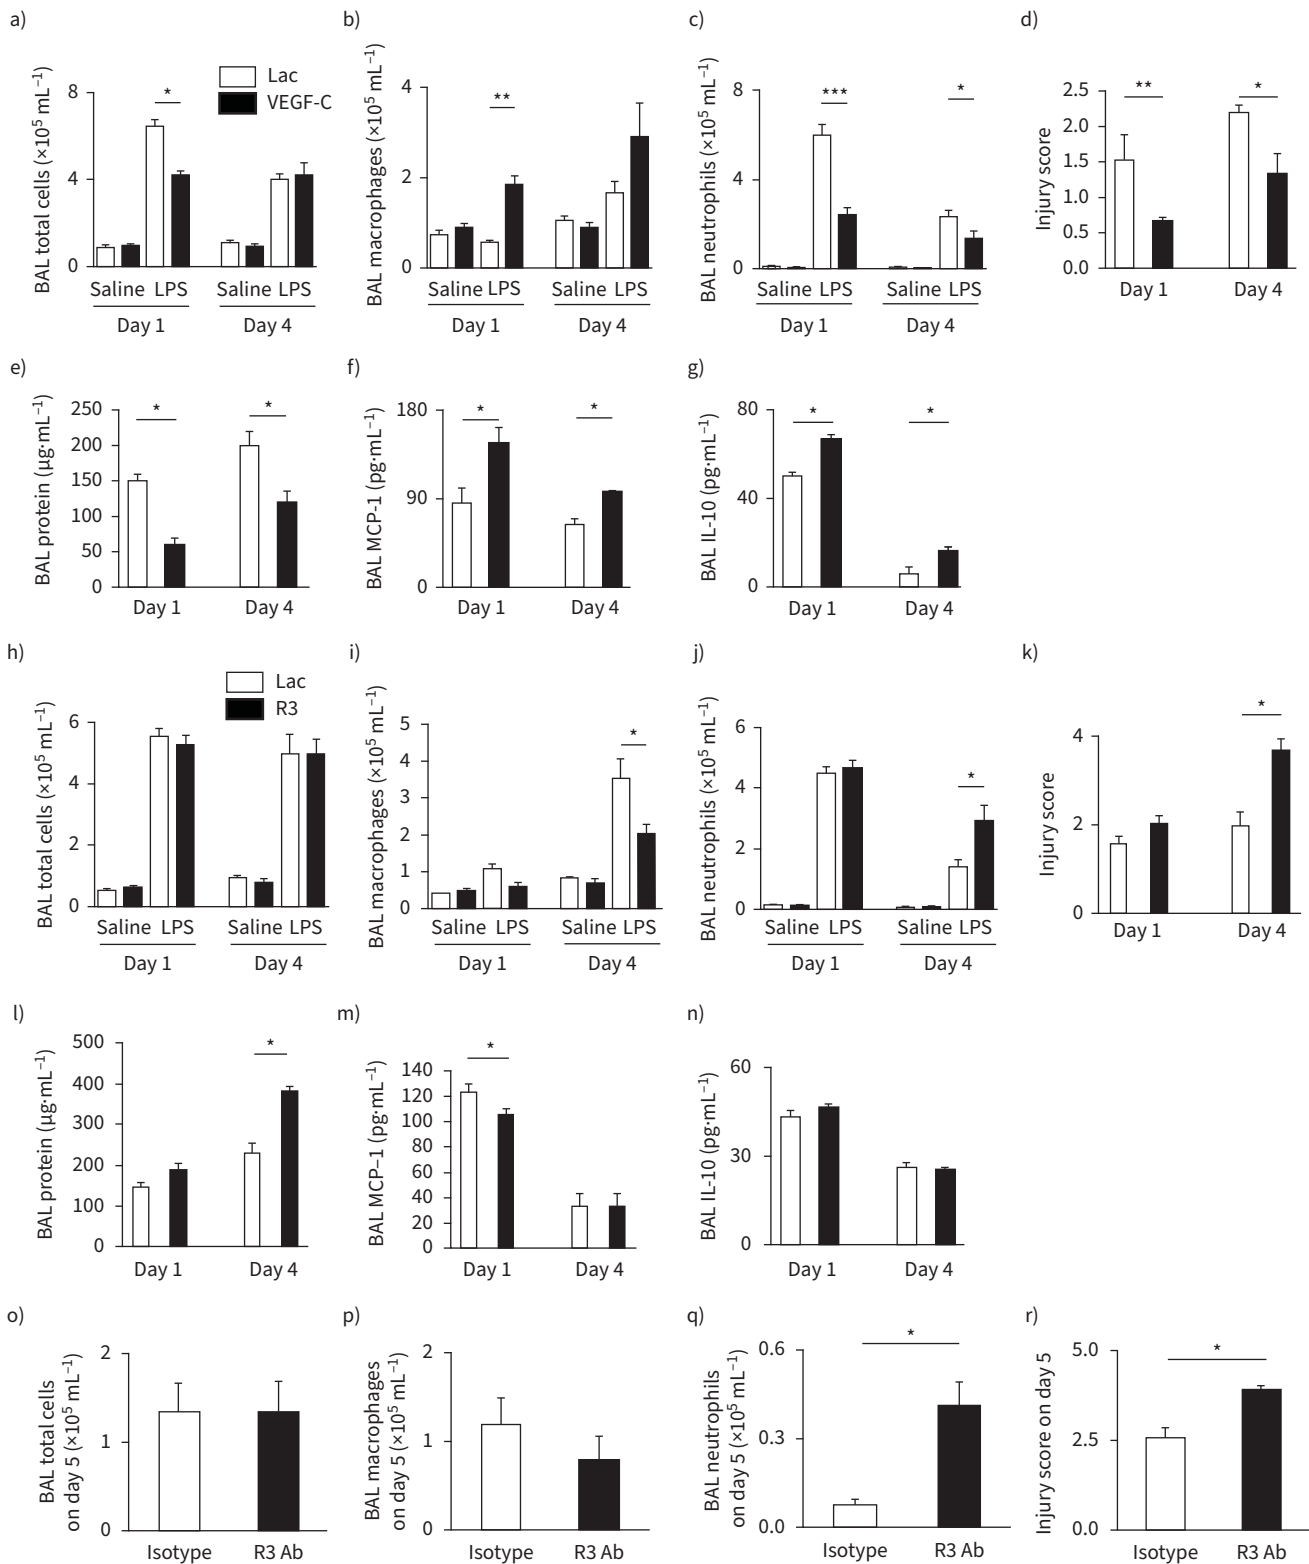 a)
BAL total cells (×10⁵ mL⁻¹)
8
4
0
Lac
VEGF-C
*
Saline LPS Saline LPS
Day 1 Day 4
b)
BAL macrophages (×10⁵ mL⁻¹)
4
2
0
**
Saline LPS Saline LPS
Day 1 Day 4
c)
BAL neutrophils (×10⁵ mL⁻¹)
8
4
0
***
*
Saline LPS Saline LPS
Day 1 Day 4
d)
Injury score
2.5
2.0
1.5
1.0
0.5
0.0
**
*
Day 1 Day 4
e)
BAL protein (µg·mL⁻¹)
250
200
150
100
50
0
*
*
Day 1 Day 4
f)
BAL MCP-1 (pg·mL⁻¹)
180
90
0
*
*
Day 1 Day 4
g)
BAL IL-10 (pg·mL⁻¹)
80
40
0
*
*
Day 1 Day 4
h)
BAL total cells (×10⁵ mL⁻¹)
6
4
2
0
Lac
R3
Saline LPS Saline LPS
Day 1 Day 4
i)
BAL macrophages (×10⁵ mL⁻¹)
5
4
3
2
1
0
*
Saline LPS Saline LPS
Day 1 Day 4
j)
BAL neutrophils (×10⁵ mL⁻¹)
6
4
2
0
*
Saline LPS Saline LPS
Day 1 Day 4
k)
Injury score
4
2
0
*
Day 1 Day 4
l)
BAL protein (µg·mL⁻¹)
500
400
300
200
100
0
*
Day 1 Day 4
m)
BAL MCP–1 (pg·mL⁻¹)
140
120
100
80
60
40
20
0
*
Day 1 Day 4
n)
BAL IL-10 (pg·mL⁻¹)
60
30
0
Day 1 Day 4
o)
BAL total cells
on day 5 (×10⁵ mL⁻¹)
2
1
0
Isotype R3 Ab
p)
BAL macrophages
on day 5 (×10⁵ mL⁻¹)
2
1
0
Isotype R3 Ab
q)
BAL neutrophils
on day 5 (×10⁵ mL⁻¹)
0.6
0.3
0.0
*
Isotype R3 Ab
r)
Injury score on day 5
5.0
2.5
0.0
*
Isotype R3 Ab